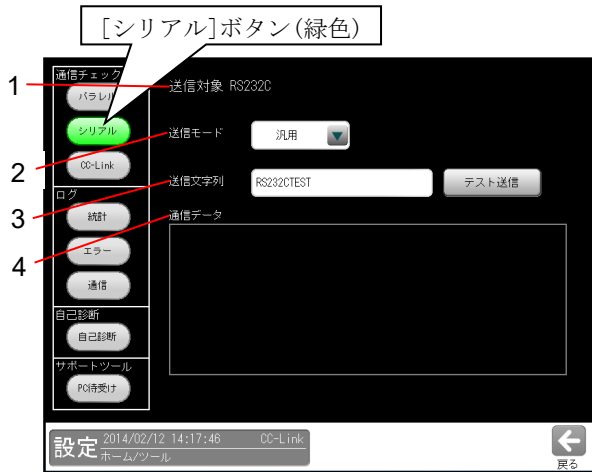 [シリアル]ボタン(緑色)
通信チェック
パラレル
シリアル
CC-Link
ログ
統計
エラー
通信
自己診断
自己診断
サポートツール
PC待受け
1
送信対象 RS232C
2
送信モード 汎用
3
送信文字列 RS232CTEST テスト送信
4
通信データ
設定 2014/02/12 14:17:46 CC-Link
ホーム/ツール
戻る